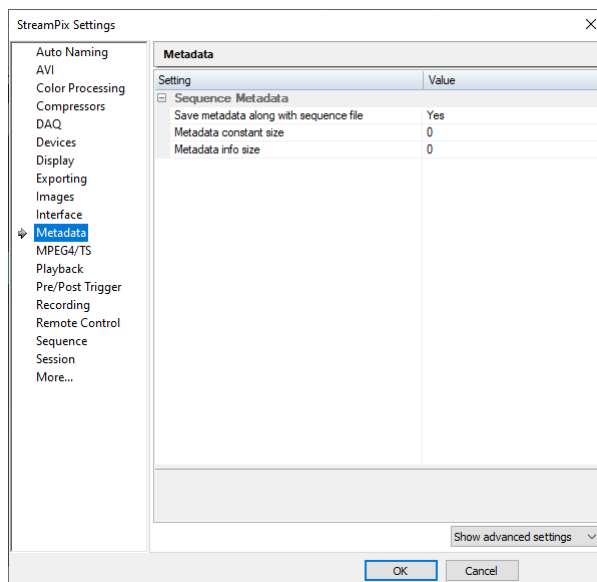 StreamPix Settings
Auto Naming
AVI
Color Processing
Compressors
DAQ
Devices
Display
Exporting
Images
Interface
Metadata
MPEG4/TS
Playback
Pre/Post Trigger
Recording
Remote Control
Sequence
Session
More...
Metadata
Setting Value
Sequence Metadata
Save metadata along with sequence file Yes
Metadata constant size 0
Metadata info size 0
Show advanced settings
OK Cancel